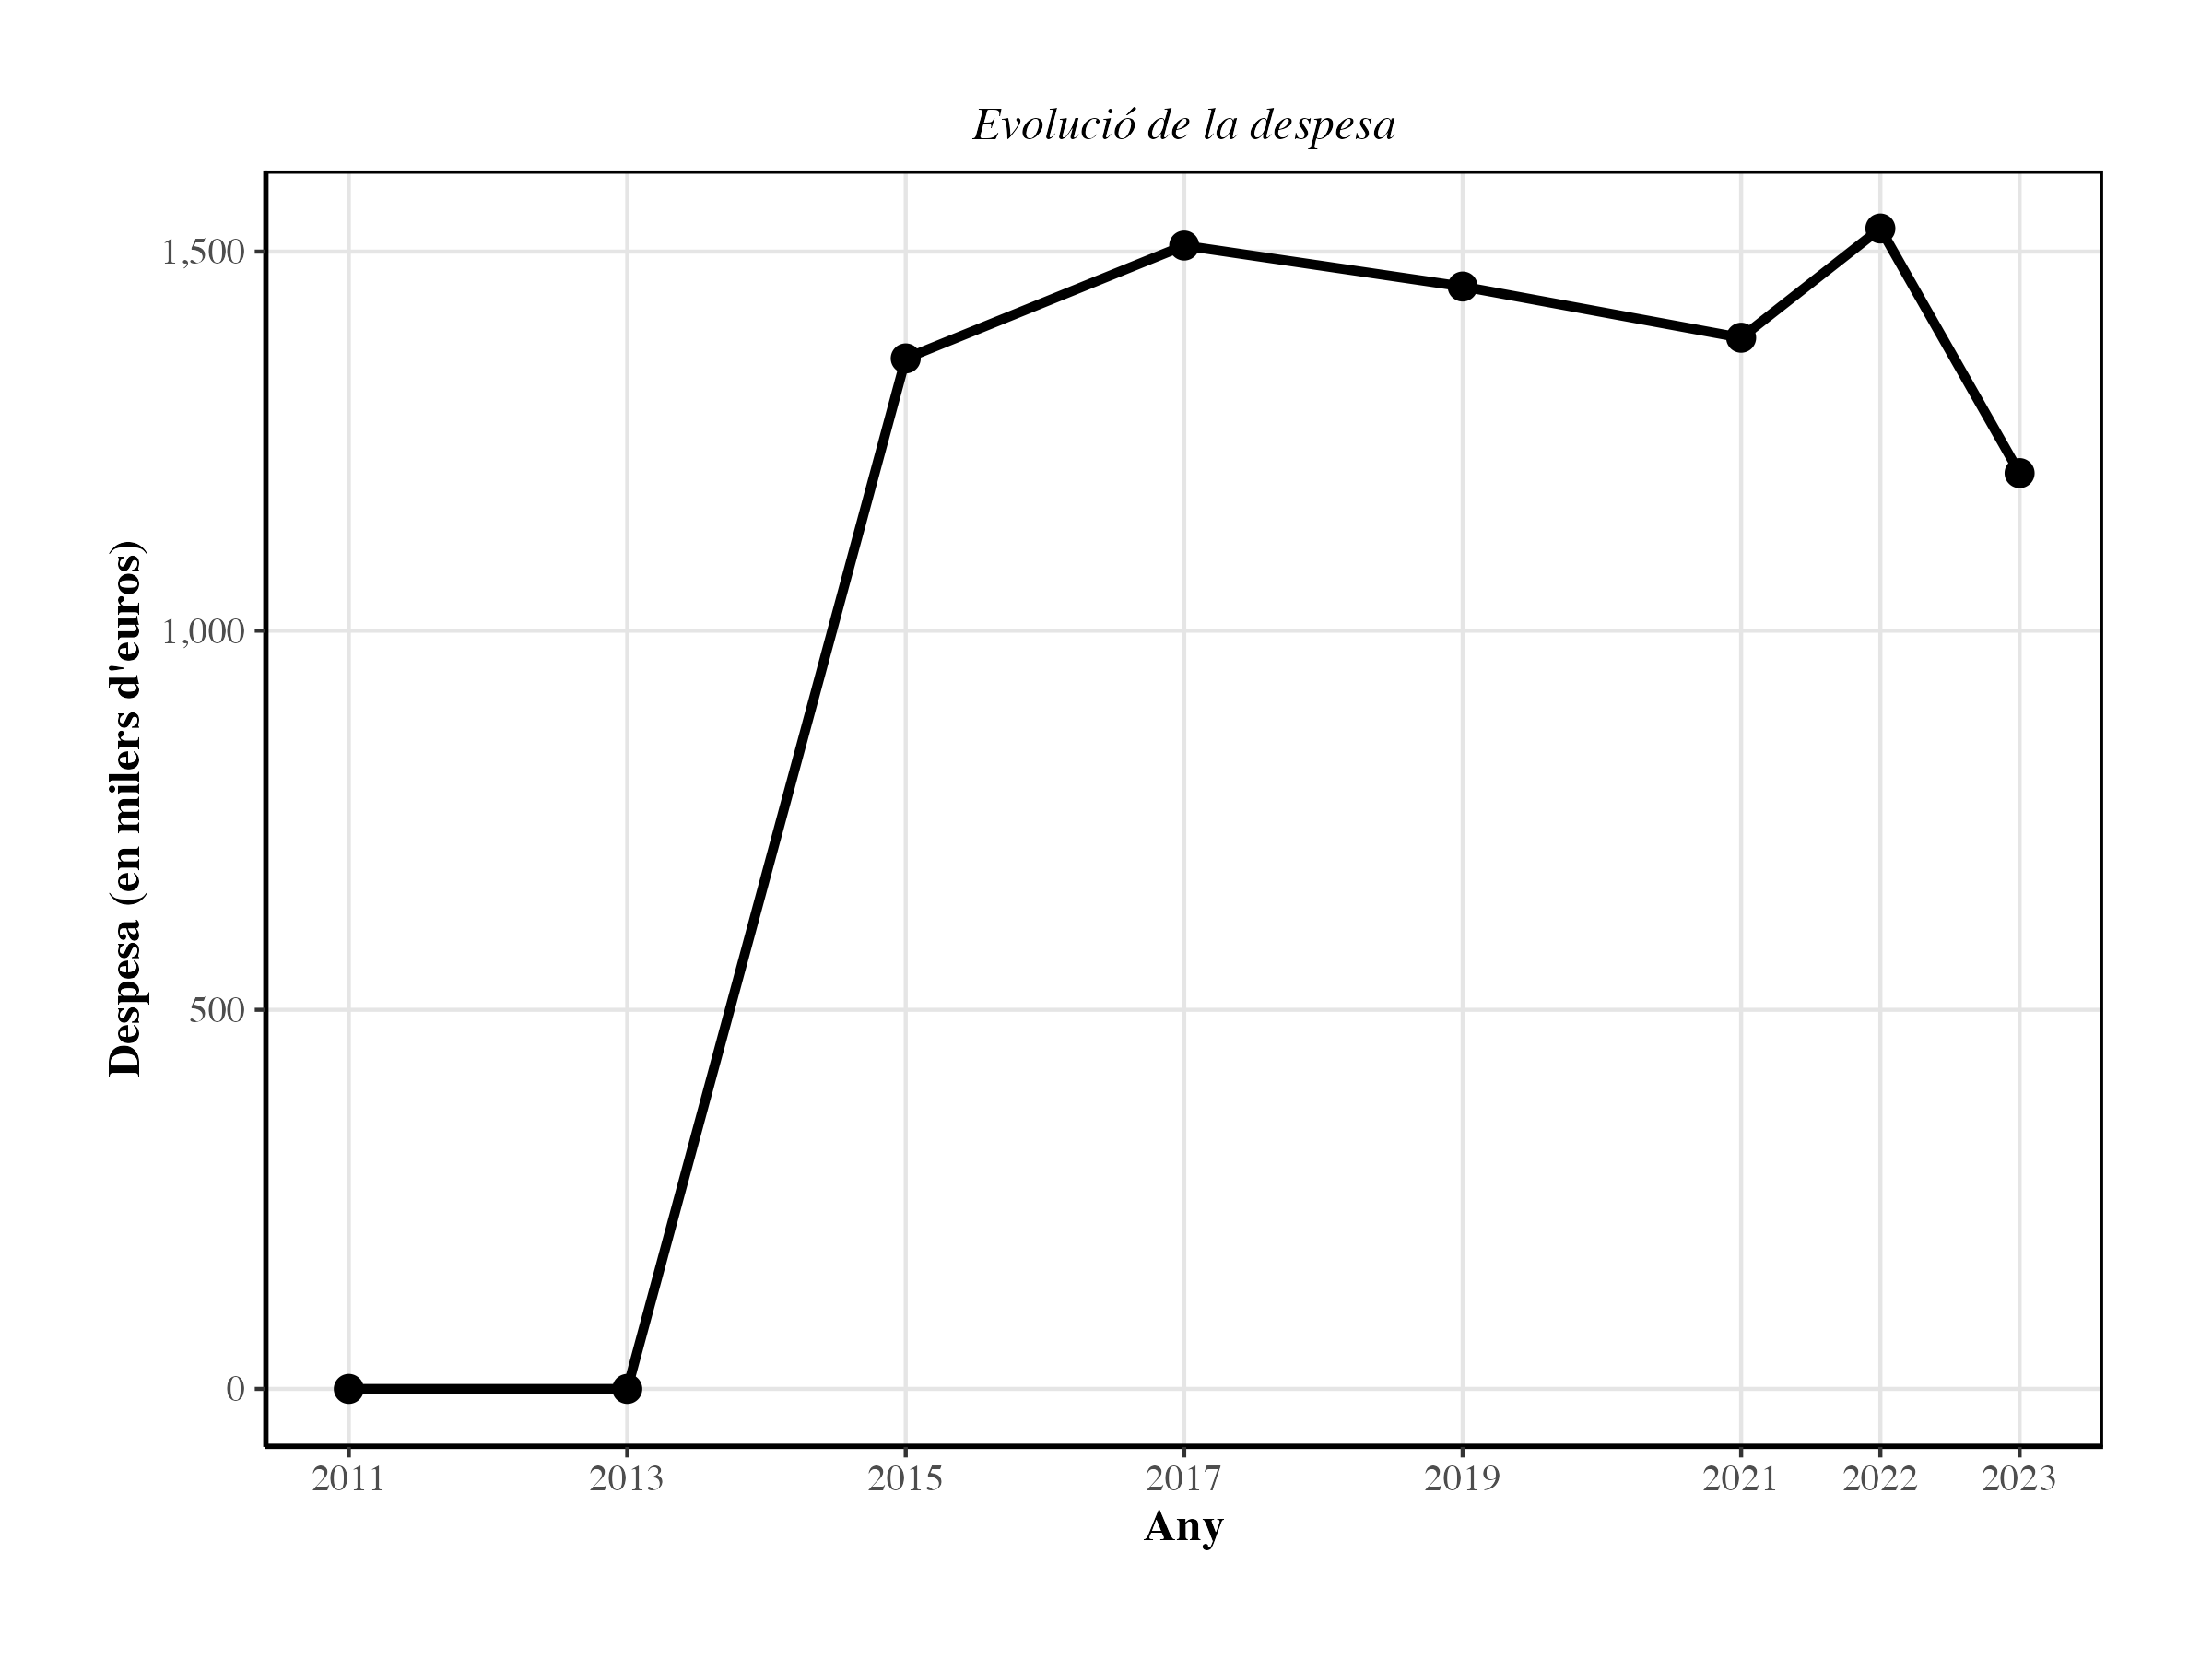 Evolució de la despesa
Despesa (en milers d'euros)
1,500
1,000
500
0
2011 2013 2015 2017 2019 2021 2022 2023
Any